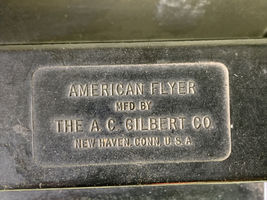 AMERICAN FLYER
MFD BY
THE A.C. GILBERT CO.
NEW HAVEN, CONN, U.S.A.